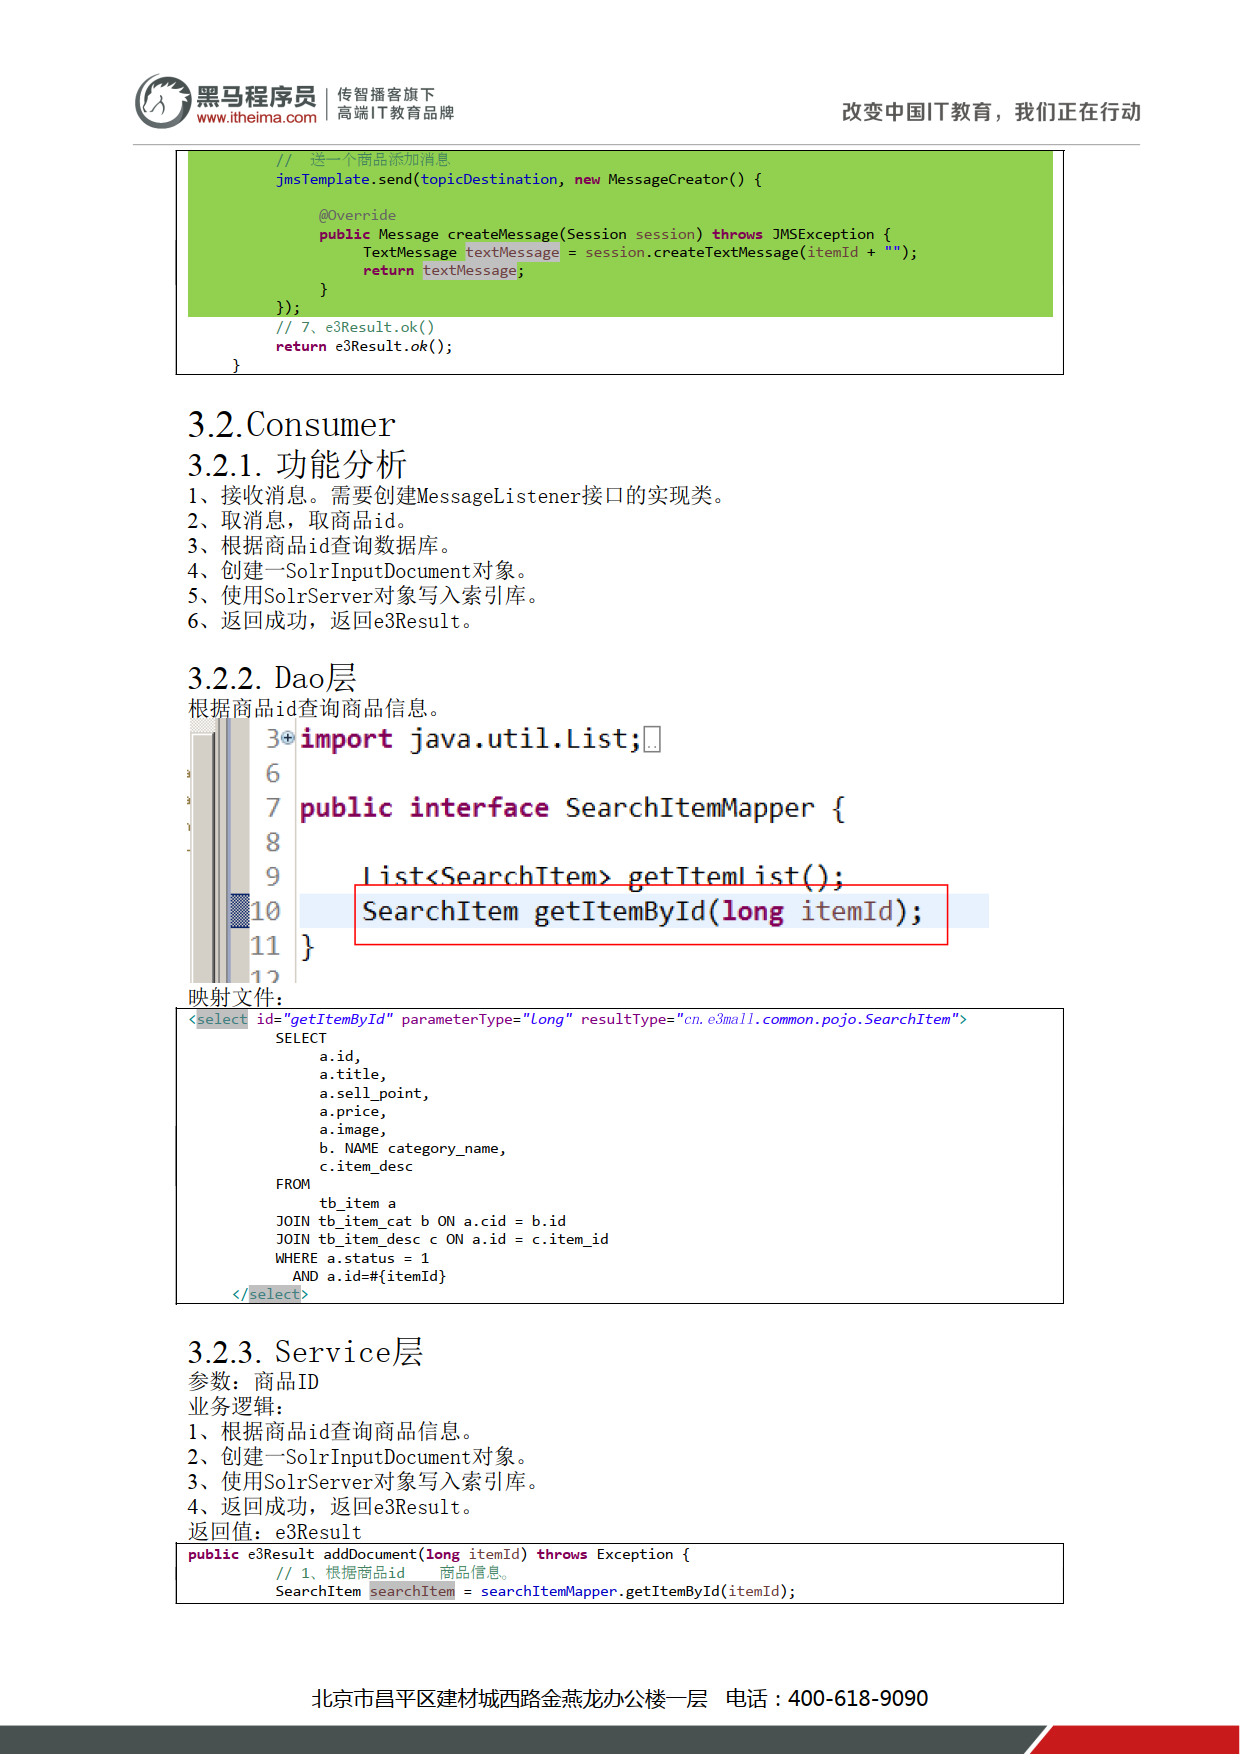 黑马程序员
www.itheima.com
传智播客旗下
高端IT教育品牌
改变中国IT教育，我们正在行动
// 送一个商品添加消息
jmsTemplate.send(topicDestination, new MessageCreator() {
@Override
public Message createMessage(Session session) throws JMSException {
TextMessage textMessage = session.createTextMessage(itemId + "");
return textMessage;
}
});
// 7、e3Result.ok()
return e3Result.ok();
}
3.2.Consumer
3.2.1. 功能分析
1、接收消息。需要创建MessageListener接口的实现类。
2、取消息，取商品id。
3、根据商品id查询数据库。
4、创建一SolrInputDocument对象。
5、使用SolrServer对象写入索引库。
6、返回成功，返回e3Result。
3.2.2. Dao层
根据商品id查询商品信息。
3 import java.util.List;
6
7 public interface SearchItemMapper {
8
9 List<SearchItem> getItemList();
10 SearchItem getItemById(long itemId);
11 }
12
映射文件：
<select id="getItemById" parameterType="long" resultType="cn.e3mall.common.pojo.SearchItem">
SELECT
a.id,
a.title,
a.sell_point,
a.price,
a.image,
b. NAME category_name,
c.item_desc
FROM
tb_item a
JOIN tb_item_cat b ON a.cid = b.id
JOIN tb_item_desc c ON a.id = c.item_id
WHERE a.status = 1
AND a.id=#{itemId}
</select>
3.2.3. Service层
参数：商品ID
业务逻辑：
1、根据商品id查询商品信息。
2、创建一SolrInputDocument对象。
3、使用SolrServer对象写入索引库。
4、返回成功，返回e3Result。
返回值：e3Result
public e3Result addDocument(long itemId) throws Exception {
// 1、根据商品id 商品信息。
SearchItem searchItem = searchItemMapper.getItemById(itemId);
北京市昌平区建材城西路金燕龙办公楼一层 电话：400-618-9090